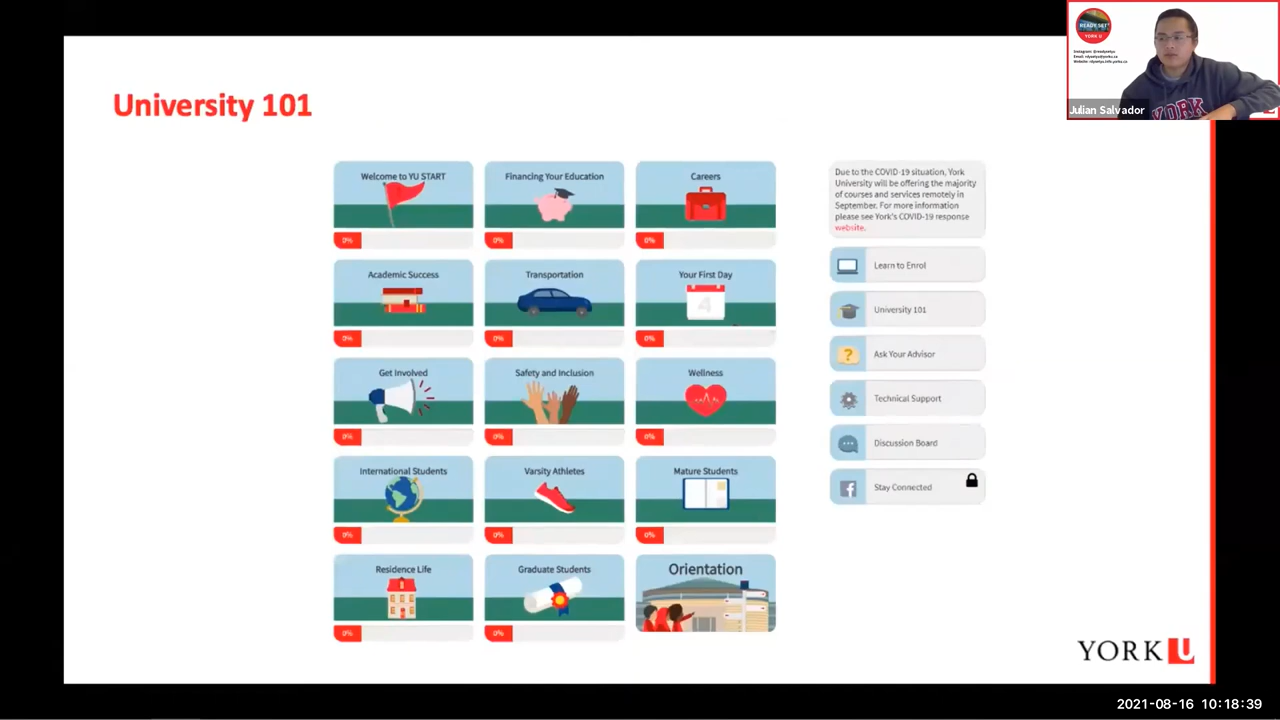 University 101
Welcome to YU START
Financing Your Education
Careers
0%
0%
0%
Academic Success
Transportation
Your First Day
4
0%
0%
0%
Get Involved
Safety and Inclusion
Wellness
0%
0%
0%
International Students
Varsity Athletes
Mature Students
0%
0%
0%
Residence Life
Graduate Students
Orientation
0%
0%
Due to the COVID-19 situation, York
University will be offering the majority
of courses and services remotely in
September. For more information
please see York's COVID-19 response
website.
Learn to Enrol
University 101
Ask Your Advisor
?
Technical Support
Discussion Board
f
Stay Connected
READY SET
YORK U
Julian Salvador
YORK
YORK U
2021-08-16 10:18:39